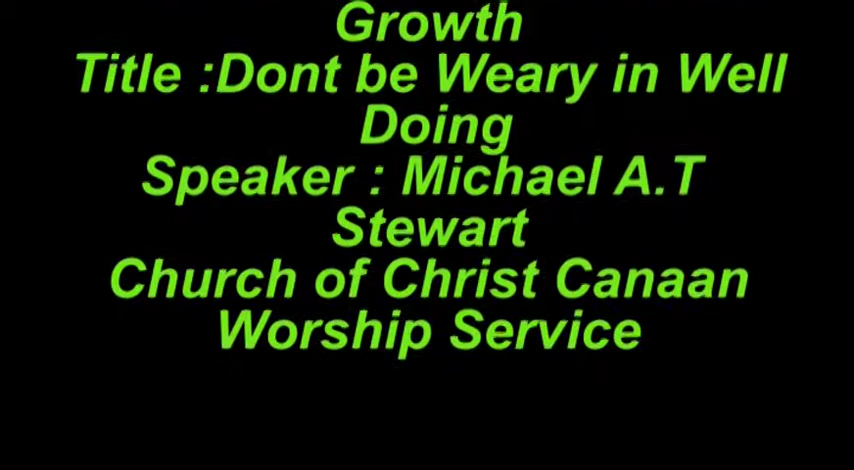 Growth
Title :Dont be Weary in Well
Doing
Speaker : Michael A.T
Stewart
Church of Christ Canaan
Worship Service